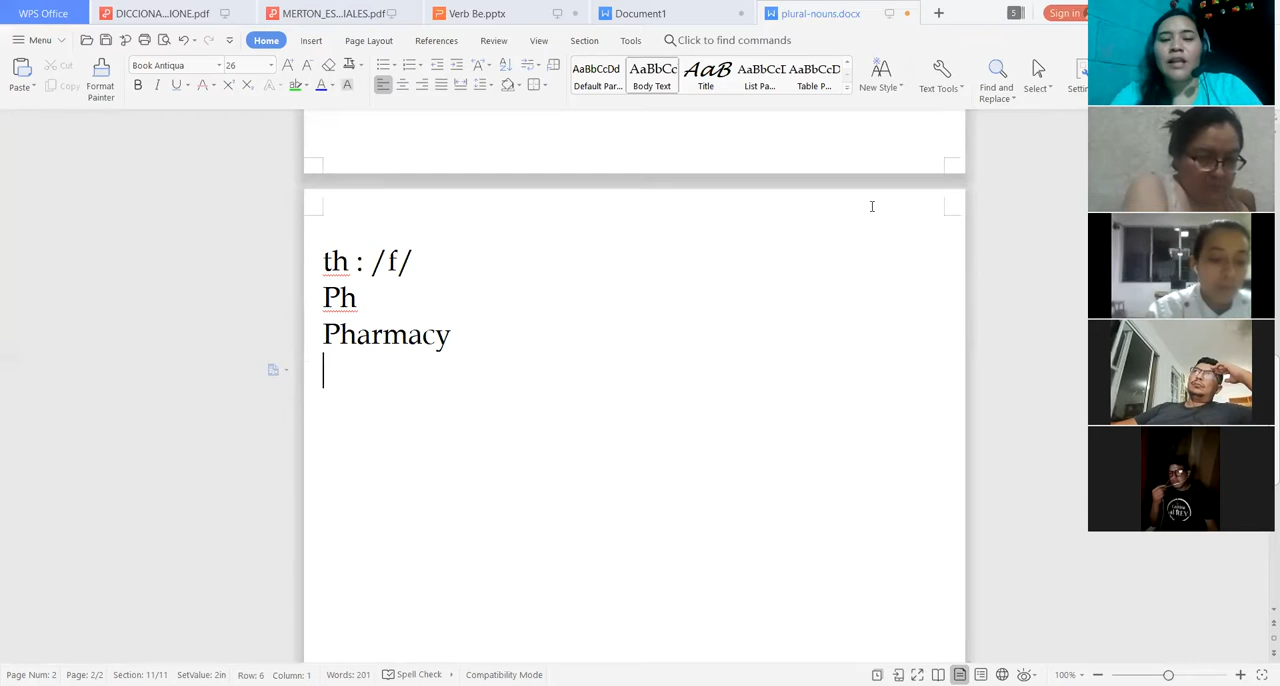 WPS Office
DICCIONA...IONE.pdf
MERTON_ES...IALES.pdf
Verb Be.pptx
Document1
plural-nouns.docx
5
Sign in
Menu
Home
Insert
Page Layout
References
Review
View
Section
Tools
Click to find commands
Paste
Cut
Copy
Format Painter
Book Antiqua
26
B I U A X² X₂ A A A
AaBbCcDd
Default Par...
AaBbCc
Body Text
AaB
Title
AaBbCcI
List Pa...
AaBbCcD
Table P...
New Style
Text Tools
Find and Replace
Select
th : /f/
Ph
Pharmacy
Page Num: 2
Page: 2/2
Section: 11/11
SetValue: 2in
Row: 6
Column: 1
Words: 201
Spell Check
Compatibility Mode
100%